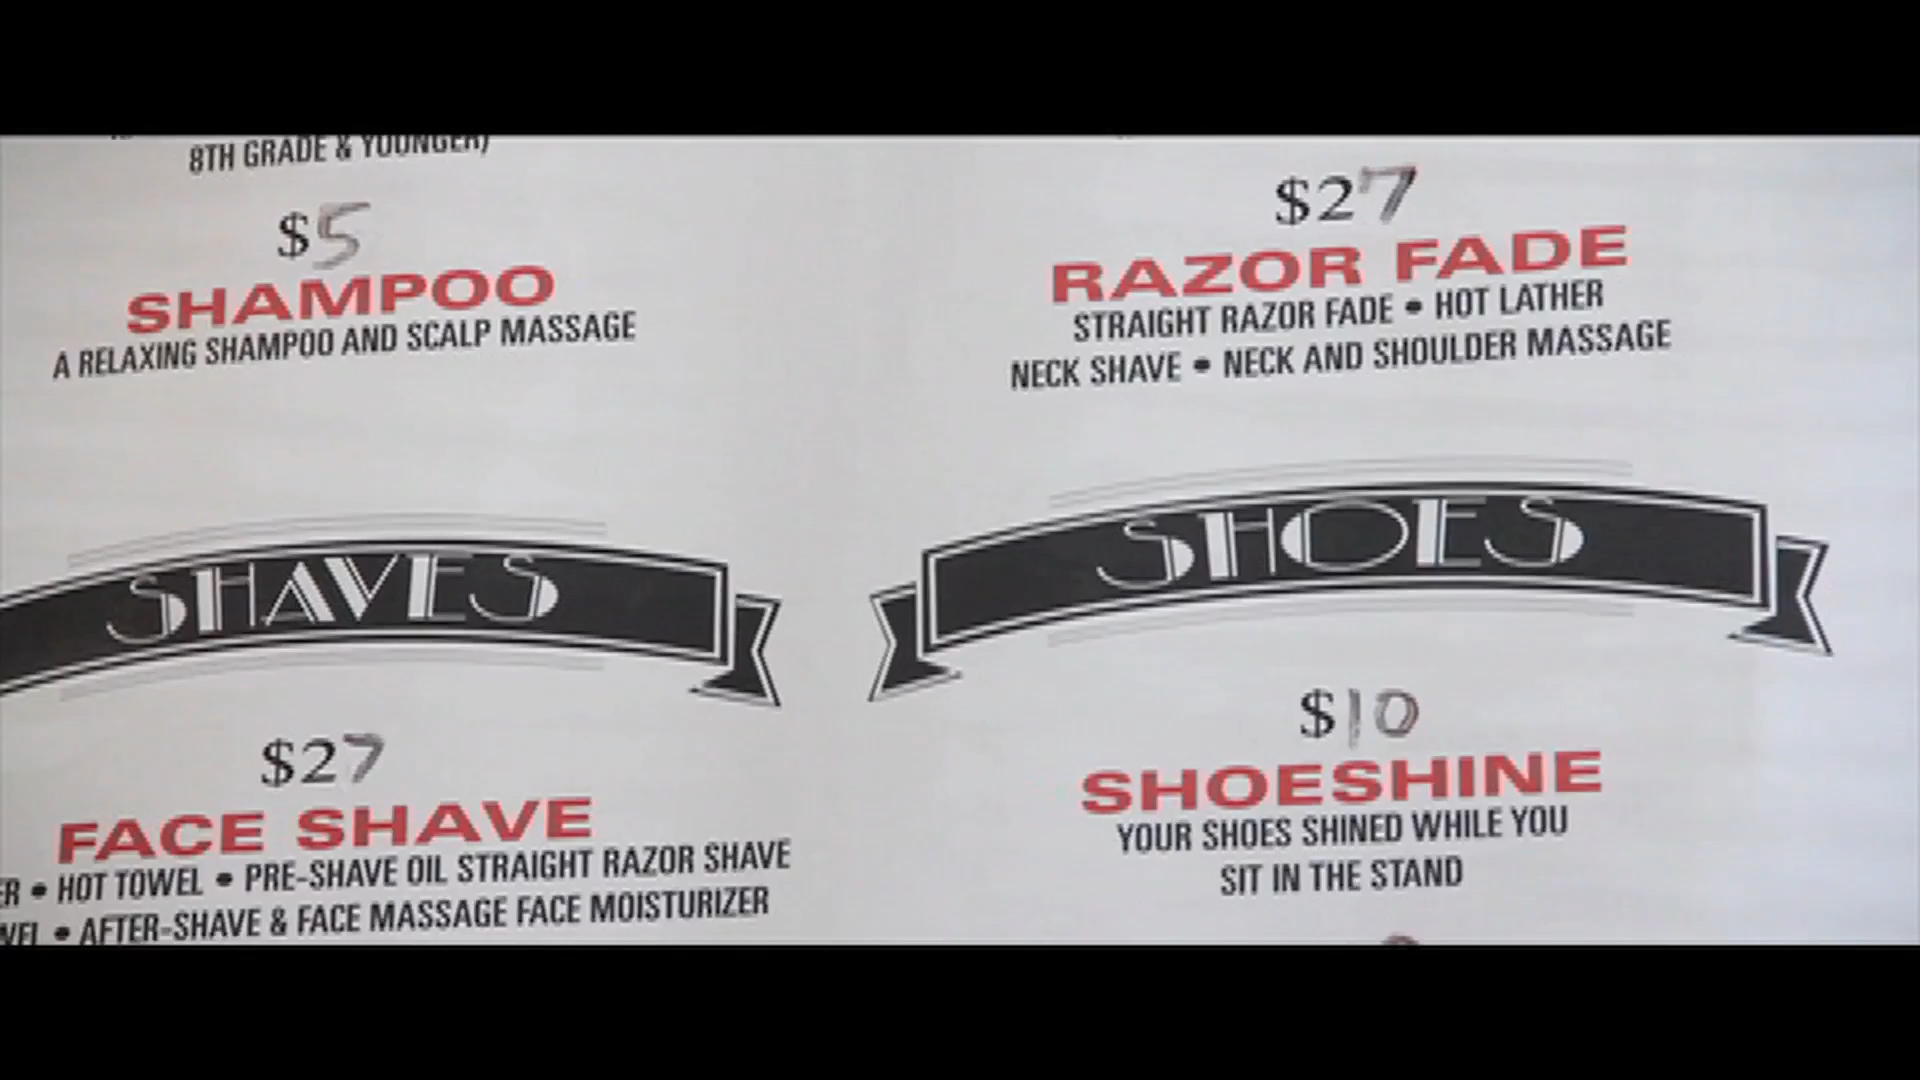 8TH GRADE & YOUNGER)
$5
SHAMPOO
A RELAXING SHAMPOO AND SCALP MASSAGE
SHAVES
$27
FACE SHAVE
• HOT TOWEL • PRE-SHAVE OIL STRAIGHT RAZOR SHAVE
• AFTER-SHAVE & FACE MASSAGE FACE MOISTURIZER
$27
RAZOR FADE
STRAIGHT RAZOR FADE • HOT LATHER
NECK SHAVE • NECK AND SHOULDER MASSAGE
SHOES
$10
SHOESHINE
YOUR SHOES SHINED WHILE YOU
SIT IN THE STAND